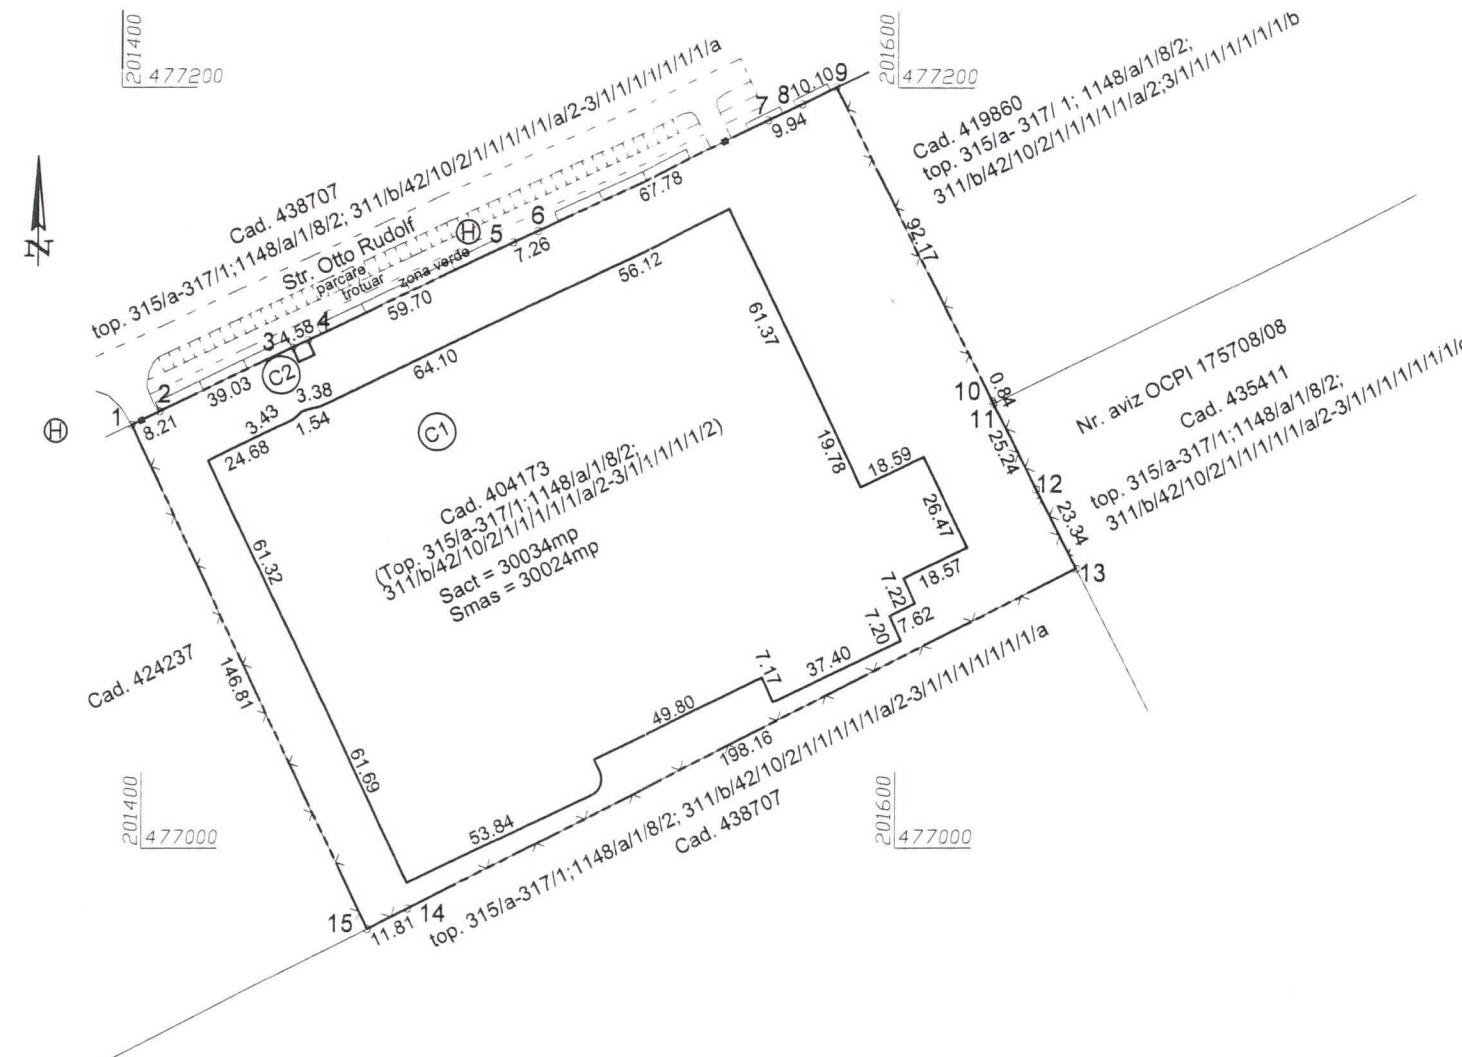 201400
477200
201600
477200
N
Cad. 438707
top. 315/a-317/1;1148/a/1/8/2; 311/b/42/10/2/1/1/1/1/1/a/2-3/1/1/1/1/1/1/1/a
Str. Otto Rudolf
parcare
trotuar
zona verde
H
H
1
2
3
4
5
6
7
8
9
8.21
39.03
4.58
59.70
7.26
67.78
9.94
10.10
Cad. 419860
top. 315/a- 317/ 1; 1148/a/1/8/2;
311/b/42/10/2/1/1/1/1/1/a/2;3/1/1/1/1/1/1/1/b
92.17
10
0.84
11
25.24
12
23.34
13
Nr. aviz OCPI 175708/08
Cad. 435411
top. 315/a-317/1;1148/a/1/8/2;
C2
C1
3.43
3.38
24.68
1.54
64.10
56.12
61.37
19.78
18.59
26.47
18.57
7.22
7.62
7.20
37.40
7.17
49.80
53.84
61.69
61.32
Cad. 404173
(Top. 315/a-317/1;1148/a/1/8/2;
311/b/42/10/2/1/1/1/1/1/a/2-3/1/1/1/1/1/1/2)
Sact = 30034mp
Smas = 30024mp
Cad. 424237
146.81
198.16
15
11.81
14
top. 315/a-317/1;1148/a/1/8/2; 311/b/42/10/2/1/1/1/1/1/a/2-3/1/1/1/1/1/1/1/a
Cad. 438707
201400
477000
201600
477000